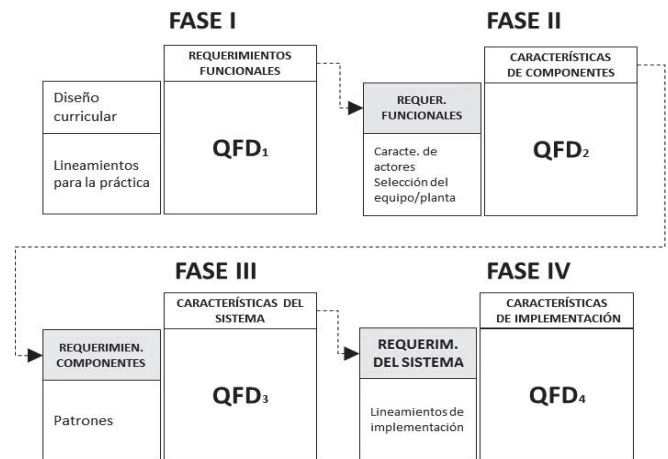 FASE I
REQUERIMIENTOS
FUNCIONALES
Diseño
curricular
Lineamientos
para la práctica
QFD1
FASE II
CARACTERÍSTICAS
DE COMPONENTES
REQUER.
FUNCIONALES
Caracte. de
actores
Selección del
equipo/planta
QFD2
FASE III
CARACTERÍSTICAS DEL
SISTEMA
REQUERIMIEN.
COMPONENTES
Patrones
QFD3
FASE IV
CARACTERÍSTICAS
DE IMPLEMENTACIÓN
REQUERIM.
DEL SISTEMA
Lineamientos de
implementación
QFD4